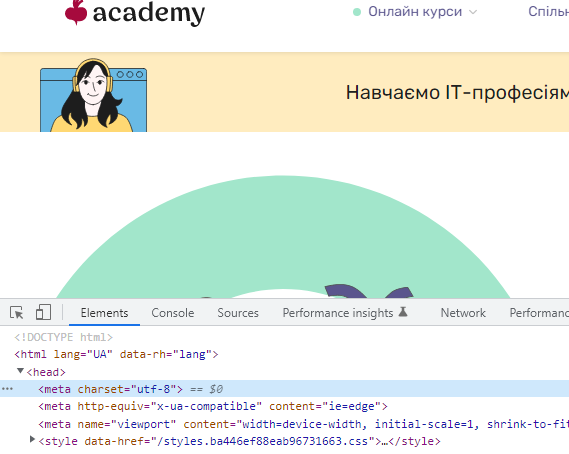 academy
Онлайн курси
Спільн
Навчаємо ІТ-професіям
Elements Console Sources Performance insights Network Performanc
<!DOCTYPE html>
<html lang="UA" data-rh="lang">
<head>
<meta charset="utf-8"> == $0
<meta http-equiv="x-ua-compatible" content="ie=edge">
<meta name="viewport" content="width=device-width, initial-scale=1, shrink-to-fit
<style data-href="/styles.ba446ef88eab96731663.css">…</style>